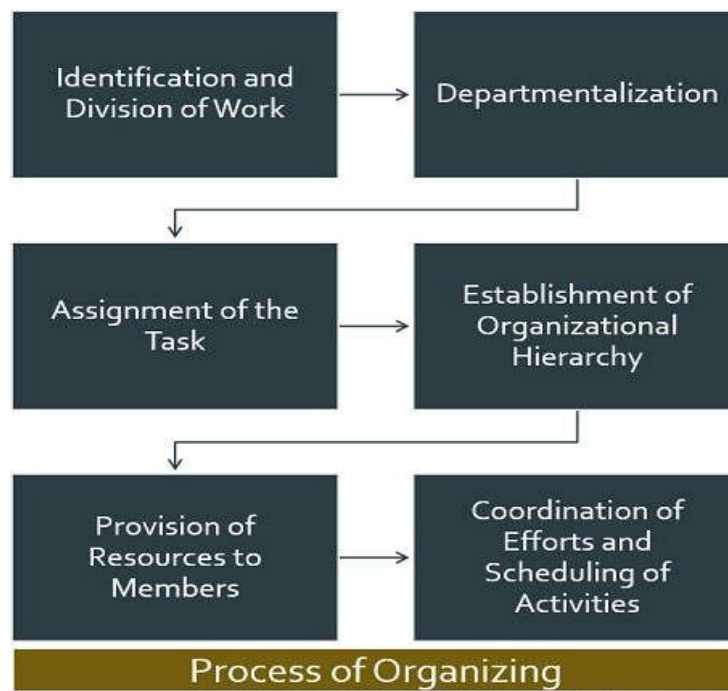 Identification and
Division of Work
Departmentalization
Assignment of the
Task
Establishment of
Organizational
Hierarchy
Provision of
Resources to
Members
Coordination of
Efforts and
Scheduling of
Activities
Process of Organizing